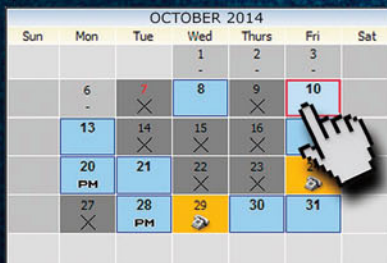 OCTOBER 2014
Sun Mon Tue Wed Thurs Fri Sat
1 2 3
- - -
6 7 8 9 10
-
13 14 15 16
20 21 22 23
PM
27 28 29 30 31
PM